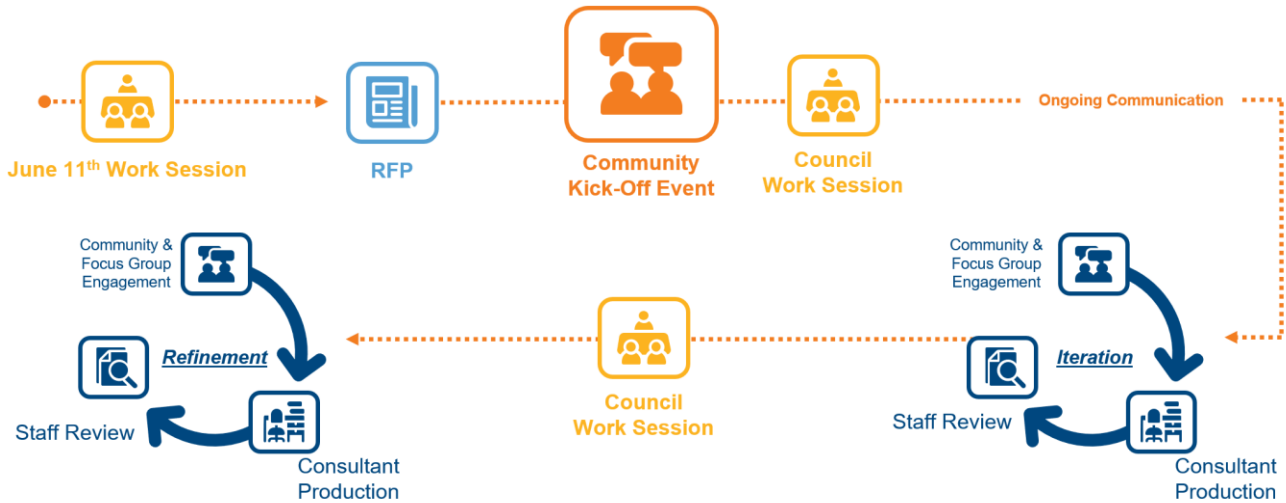 June 11th Work Session
RFP
Community
Kick-Off Event
Council
Work Session
Ongoing Communication
Community &
Focus Group
Engagement
Refinement
Staff Review
Consultant
Production
Council
Work Session
Community &
Focus Group
Engagement
Iteration
Staff Review
Consultant
Production